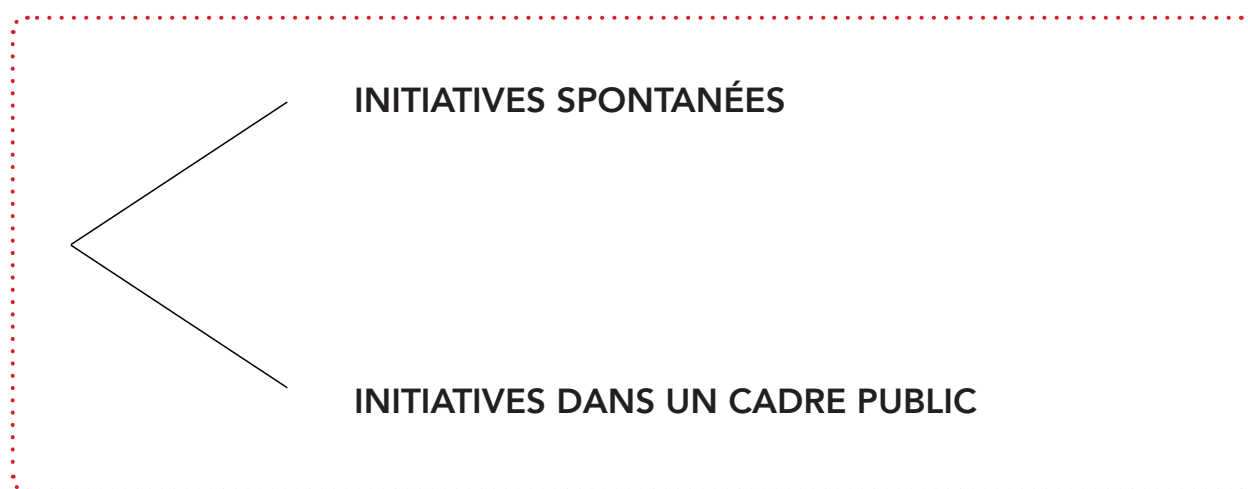 INITIATIVES SPONTANÉES
INITIATIVES DANS UN CADRE PUBLIC